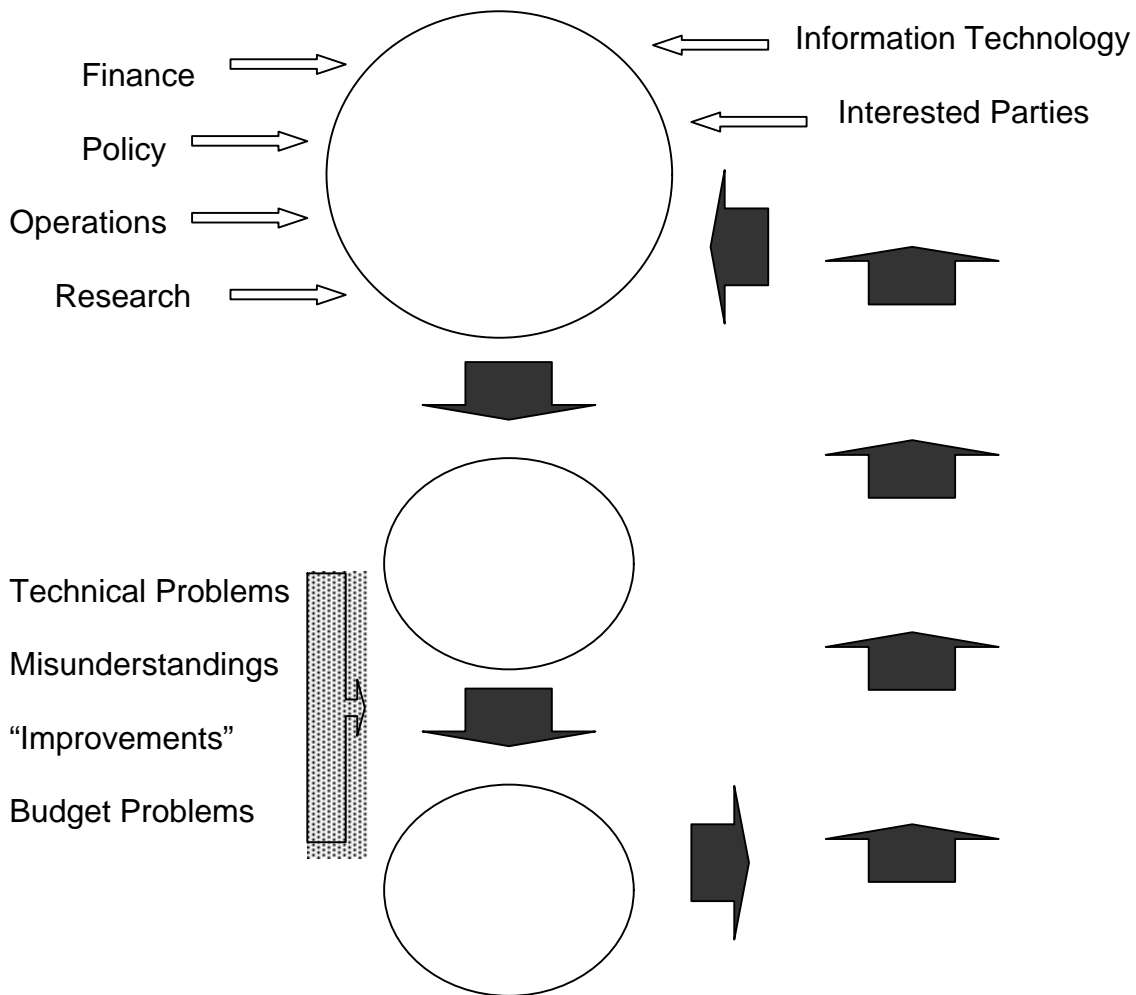 Information Technology
Finance
Interested Parties
Policy
Operations
Research
Technical Problems
Misunderstandings
“Improvements”
Budget Problems